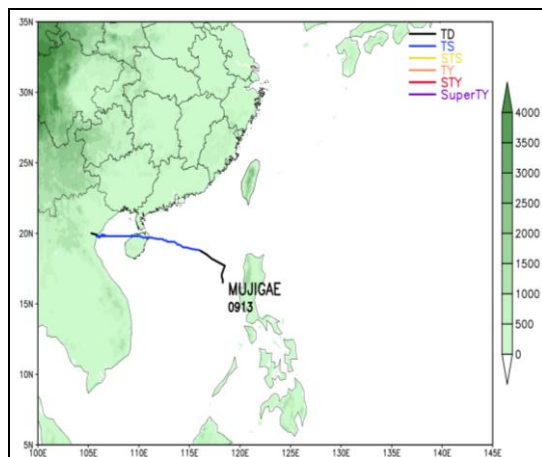 35N
30N
25N
20N
15N
10N
5N
100E 105E 110E 115E 120E 125E 130E 135E 140E 145E
TD
TS
STS
TY
STY
SuperTY
MUJIGAE
0913
4000
3500
3000
2500
2000
1500
1000
500
0